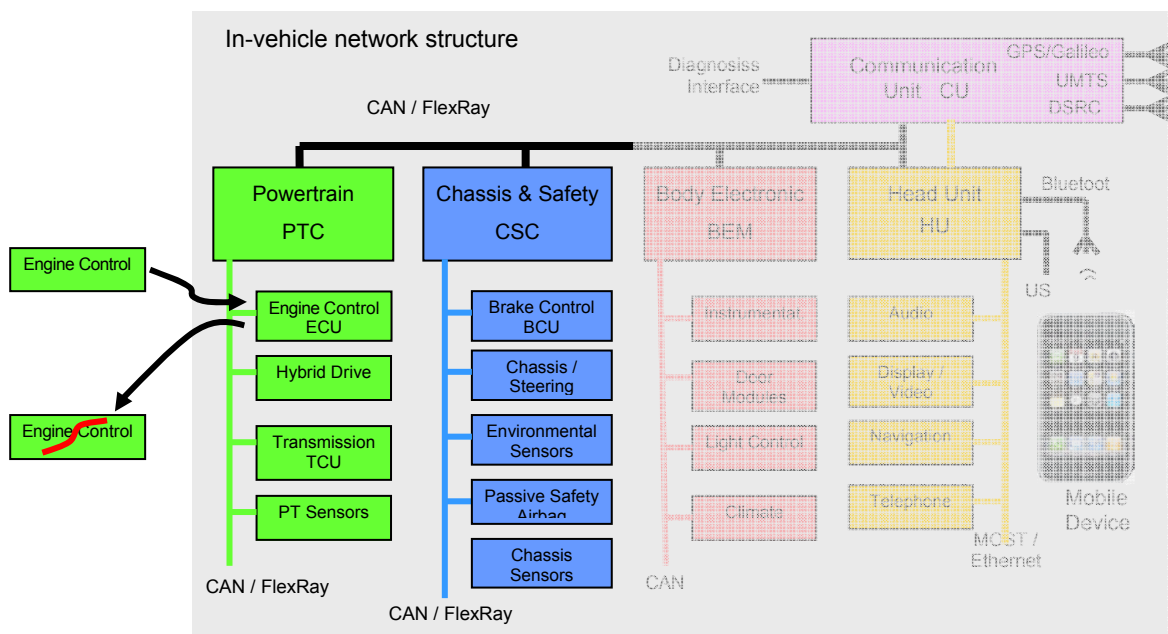 In-vehicle network structure
GPS/Galileo
UMTS
DSRC
Communication
Unit CU
Diagnosiss
interface
CAN / FlexRay
Powertrain
PTC
Chassis & Safety
CSC
Body Electronic
BEM
Head Unit
HU
Bluetoot
US
Engine Control
Engine Control
ECU
Hybrid Drive
Transmission
TCU
PT Sensors
CAN / FlexRay
Engine Control
Brake Control
BCU
Chassis /
Steering
Environmental
Sensors
Passive Safety
Airbag
Chassis
Sensors
CAN / FlexRay
Instrumental.
Door
Modules
Light Control
Climate
CAN
Audio
Display /
Video
Navigation
Telephone
MOST /
Ethernet
Mobile
Device